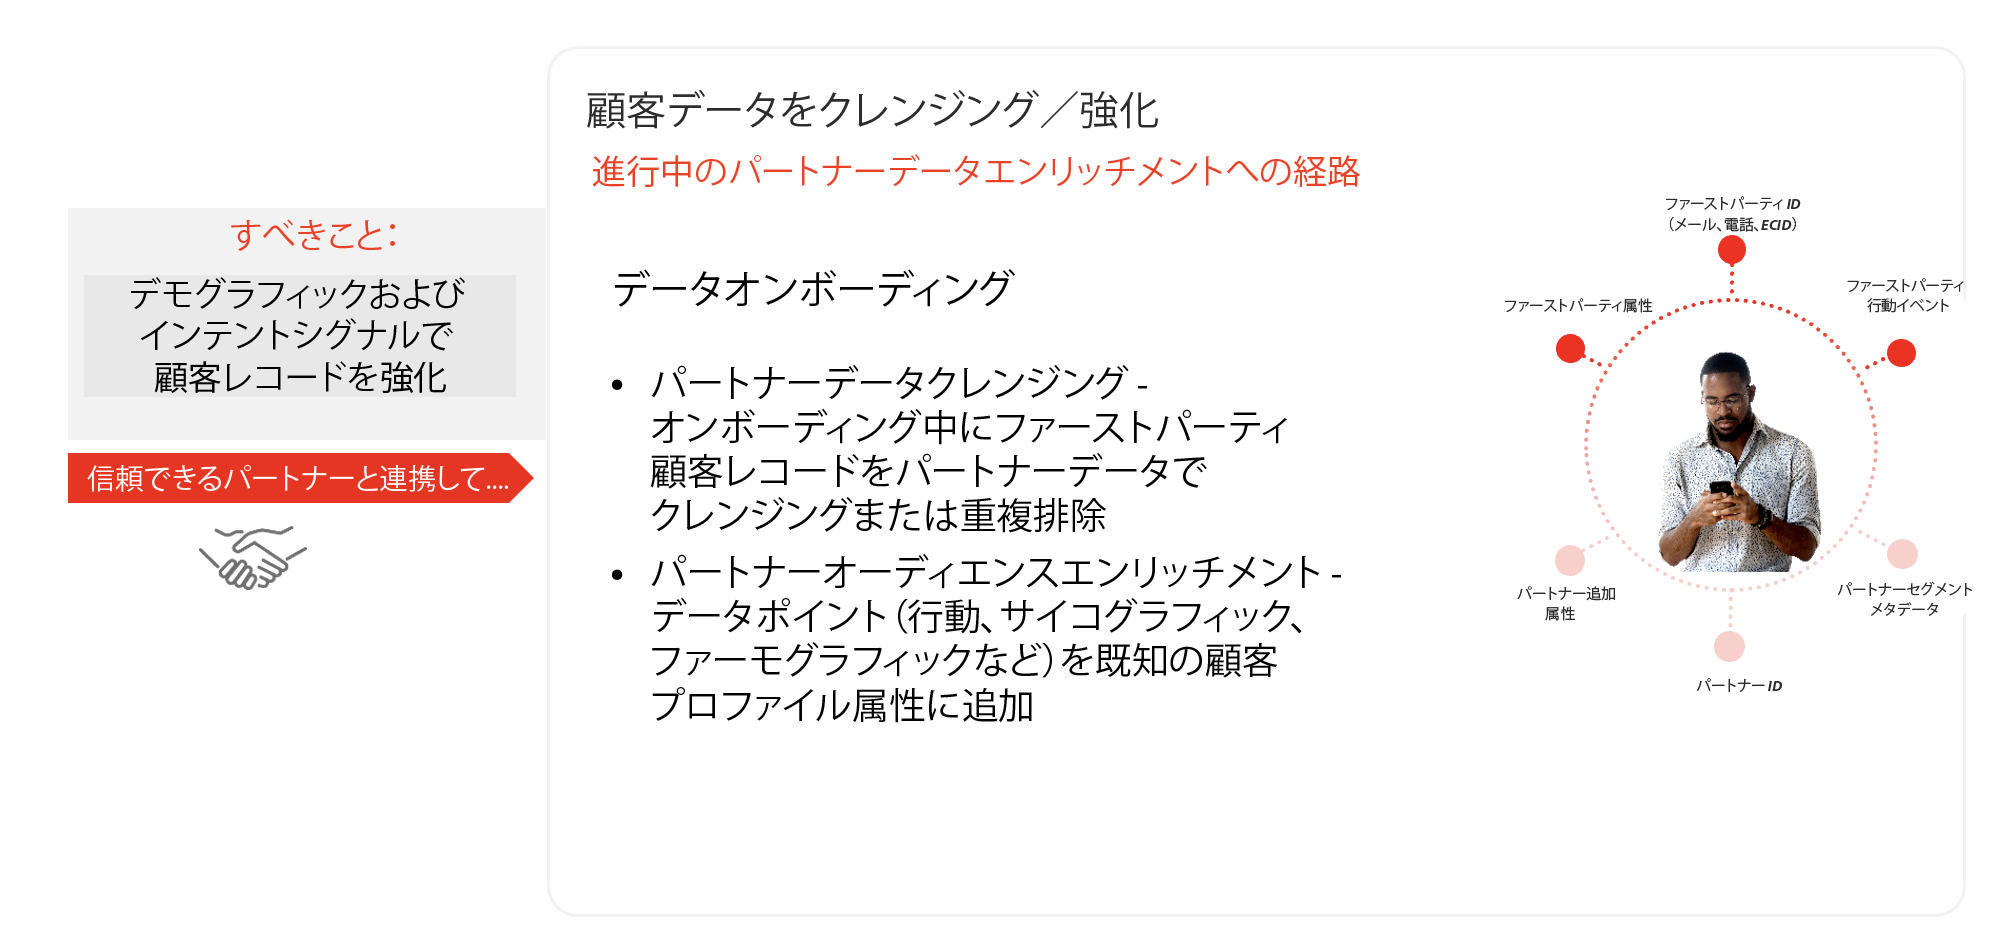 顧客データをクレンジング／強化
進行中のパートナーデータエンリッチメントへの経路
すべきこと：
デモグラフィックおよび
インテントシグナルで
顧客レコードを強化
信頼できるパートナーと連携して....
データオンボーディング
• パートナーデータクレンジング -
オンボーディング中にファーストパーティ
顧客レコードをパートナーデータで
クレンジングまたは重複排除
• パートナーオーディエンスエンリッチメント -
データポイント（行動、サイコグラフィック、
ファーモグラフィックなど）を既知の顧客
プロファイル属性に追加
ファーストパーティ ID
（メール、電話、ECID）
ファーストパーティ
行動イベント
ファーストパーティ属性
パートナー追加
属性
パートナーセグメント
メタデータ
パートナー ID